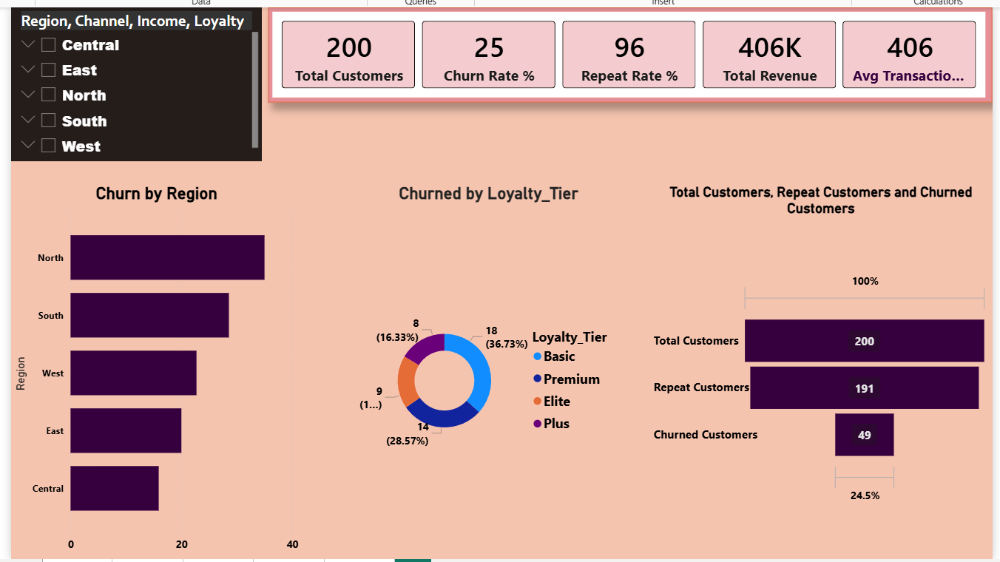 Data
Queries
Insert
Calculations
Region, Channel, Income, Loyalty
Central
East
North
South
West
200
Total Customers
25
Churn Rate %
96
Repeat Rate %
406K
Total Revenue
406
Avg Transactio...
Churn by Region
North
South
West
East
Central
Region
0
20
40
Churned by Loyalty_Tier
8
(16.33%)
18
(36.73%)
9
(1...)
14
(28.57%)
Loyalty_Tier
Basic
Premium
Elite
Plus
Total Customers, Repeat Customers and Churned
Customers
100%
Total Customers
200
Repeat Customers
191
Churned Customers
49
24.5%